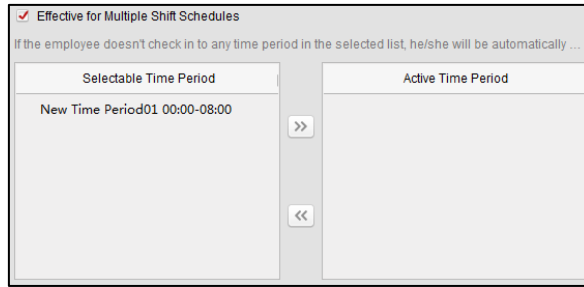 Effective for Multiple Shift Schedules
If the employee doesn't check in to any time period in the selected list, he/she will be automatically ...
Selectable Time Period
Active Time Period
New Time Period01 00:00-08:00
>>
<<